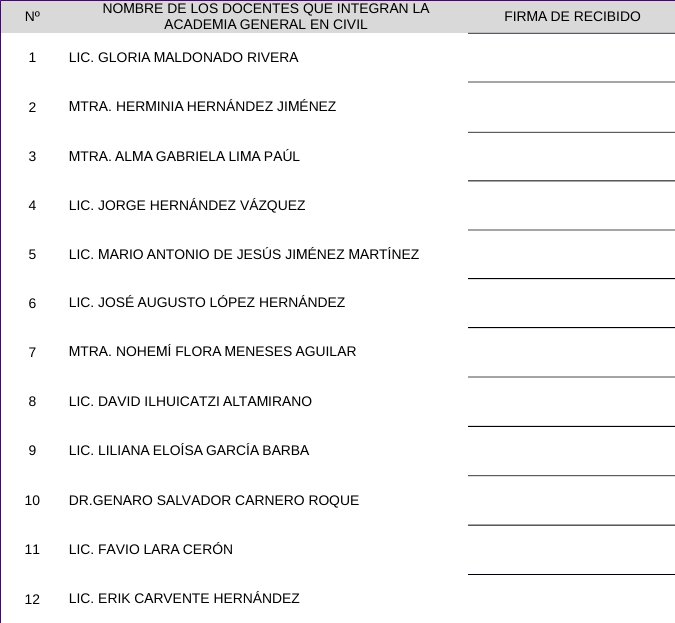 Nº NOMBRE DE LOS DOCENTES QUE INTEGRAN LA ACADEMIA GENERAL EN CIVIL FIRMA DE RECIBIDO
1 LIC. GLORIA MALDONADO RIVERA
2 MTRA. HERMINIA HERNÁNDEZ JIMÉNEZ
3 MTRA. ALMA GABRIELA LIMA PAÚL
4 LIC. JORGE HERNÁNDEZ VÁZQUEZ
5 LIC. MARIO ANTONIO DE JESÚS JIMÉNEZ MARTÍNEZ
6 LIC. JOSÉ AUGUSTO LÓPEZ HERNÁNDEZ
7 MTRA. NOHEMÍ FLORA MENESES AGUILAR
8 LIC. DAVID ILHUICATZI ALTAMIRANO
9 LIC. LILIANA ELOÍSA GARCÍA BARBA
10 DR.GENARO SALVADOR CARNERO ROQUE
11 LIC. FAVIO LARA CERÓN
12 LIC. ERIK CARVENTE HERNÁNDEZ